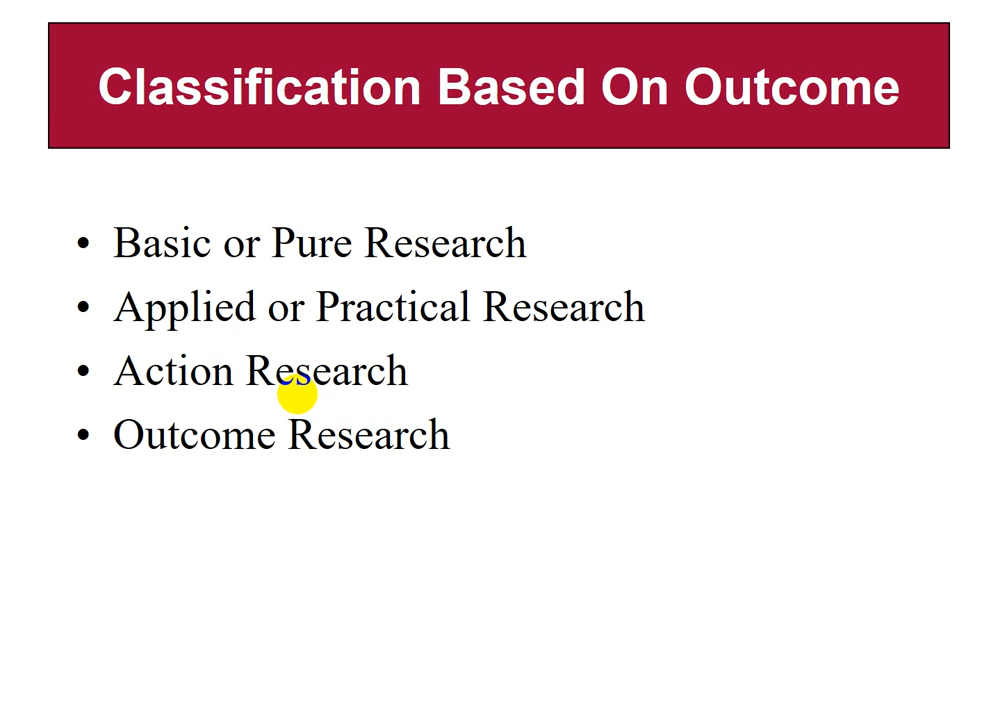 Classification Based On Outcome
• Basic or Pure Research
• Applied or Practical Research
• Action Research
• Outcome Research